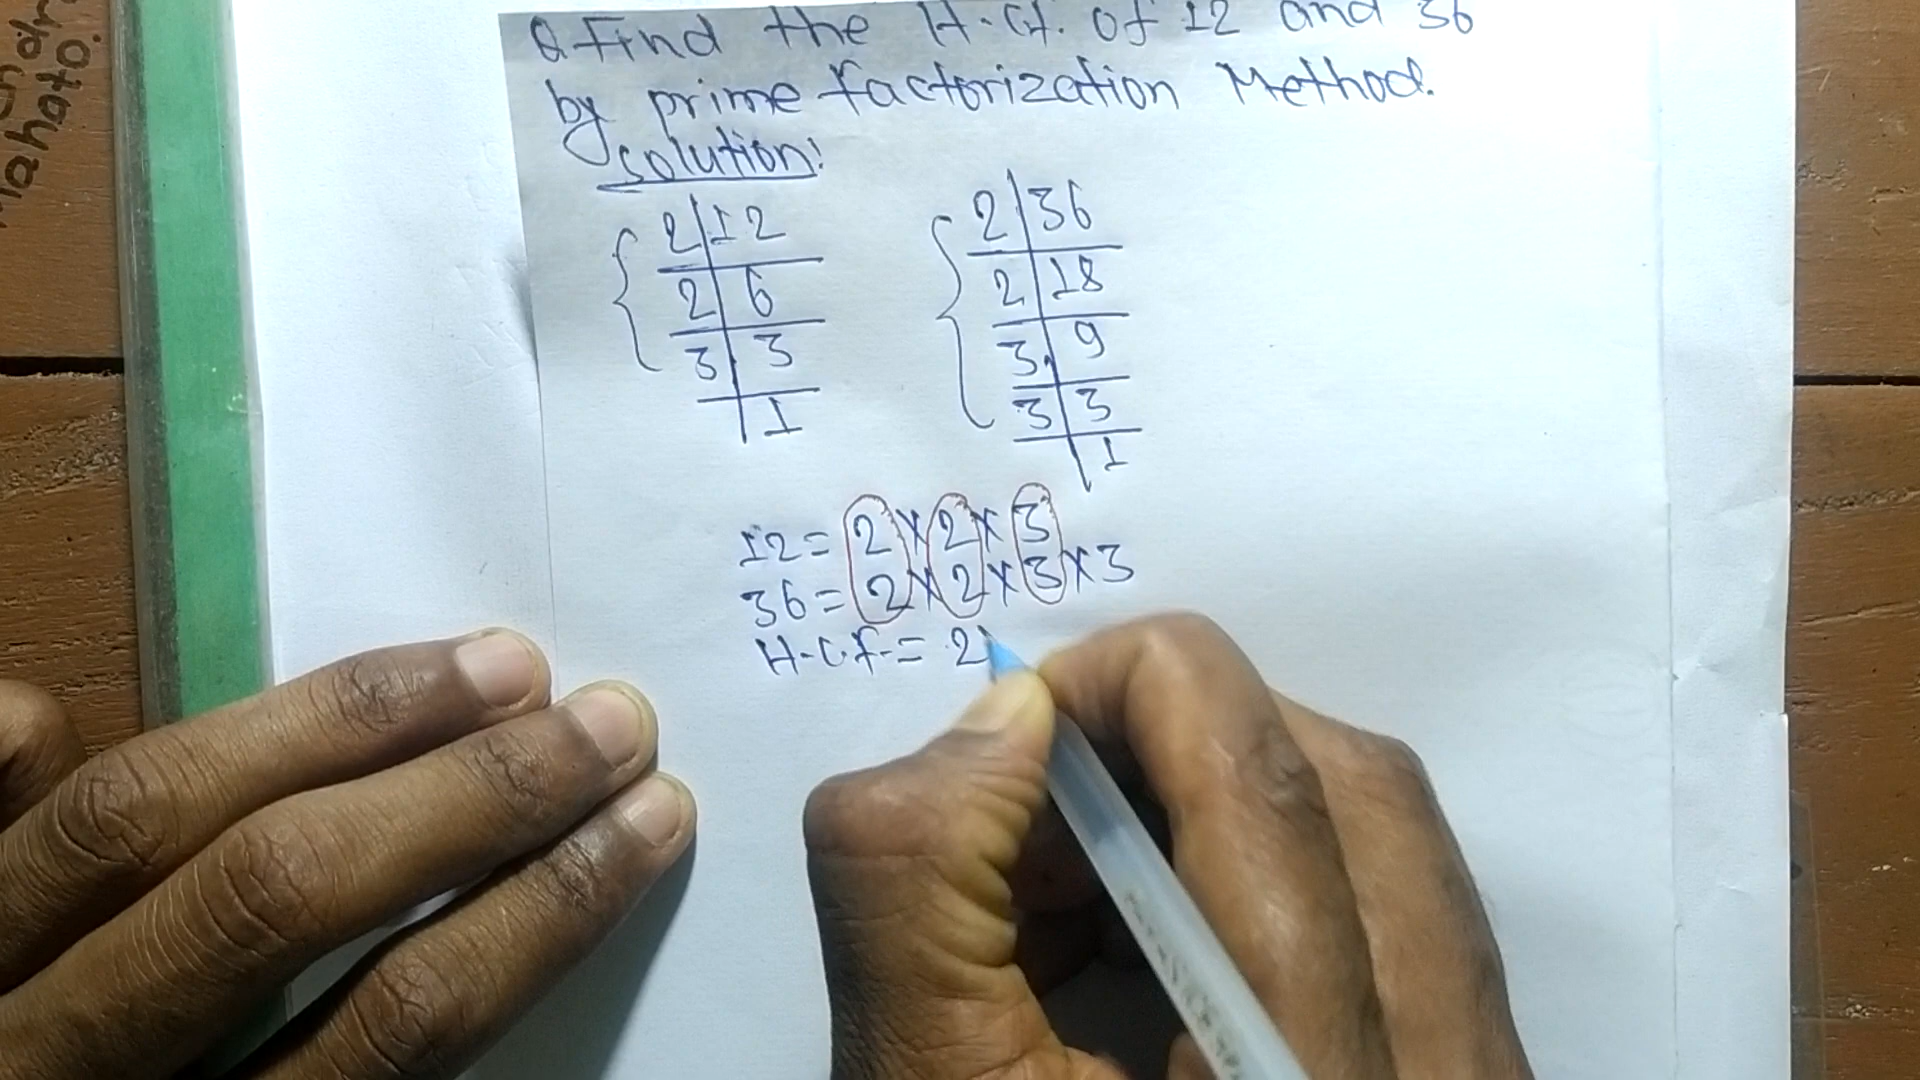 Q. Find the H.C.F. of 12 and 36
by prime factorization Method.
solution:
2 12
2 6
3 3
1
2 36
2 18
3 9
3 3
1
12 = 2 × 2 × 3
36 = 2 × 2 × 3 × 3
H.C.F. = 2
Mahato.